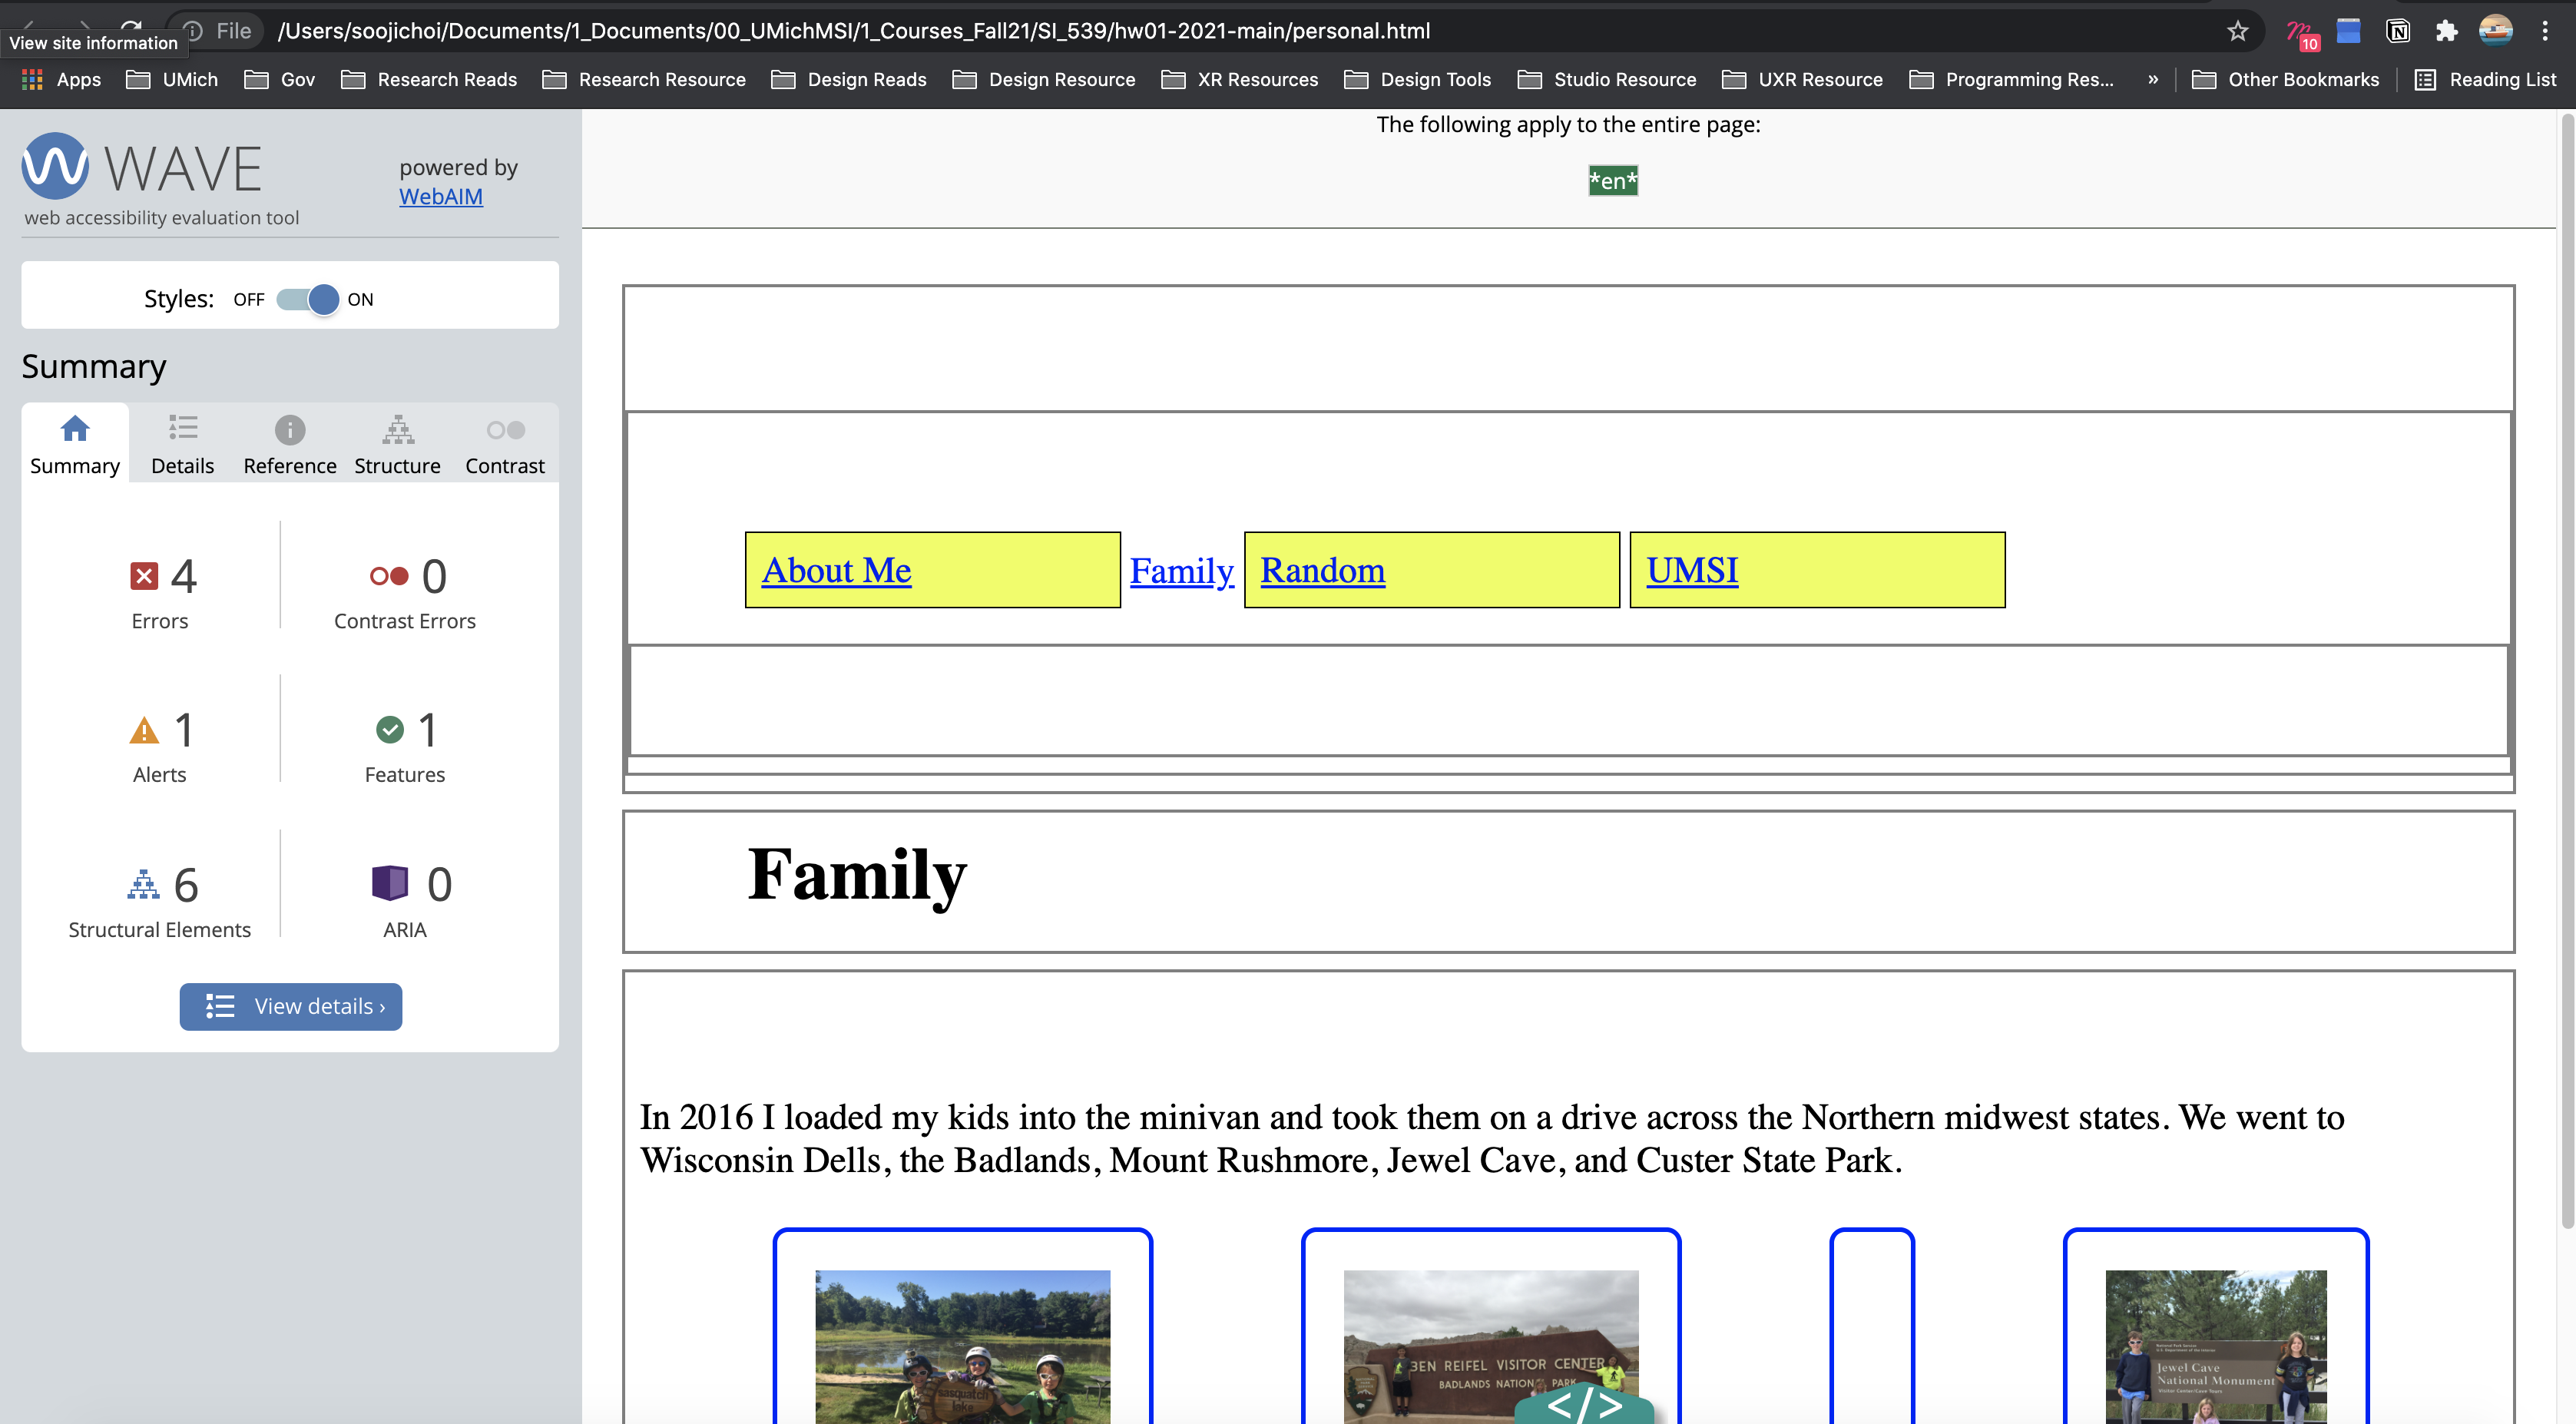 View site information
File
/Users/soojichoi/Documents/1_Documents/00_UMichMSI/1_Courses_Fall21/SI_539/hw01-2021-main/personal.html
10
Apps
UMich
Gov
Research Reads
Research Resource
Design Reads
Design Resource
XR Resources
Design Tools
Studio Resource
UXR Resource
Programming Res...
»
Other Bookmarks
Reading List
WAVE
web accessibility evaluation tool
powered by
WebAIM
Styles: OFF ON
Summary
Summary
Details
Reference
Structure
Contrast
4
Errors
0
Contrast Errors
1
Alerts
1
Features
6
Structural Elements
0
ARIA
View details ›
The following apply to the entire page:
*en*
About Me
Family
Random
UMSI
Family
In 2016 I loaded my kids into the minivan and took them on a drive across the Northern midwest states. We went to
Wisconsin Dells, the Badlands, Mount Rushmore, Jewel Cave, and Custer State Park.
sasquatch
lake
BEN REIFEL VISITOR CENTER
BADLANDS NATIONAL PARK
</>
Jewel Cave
National Monument